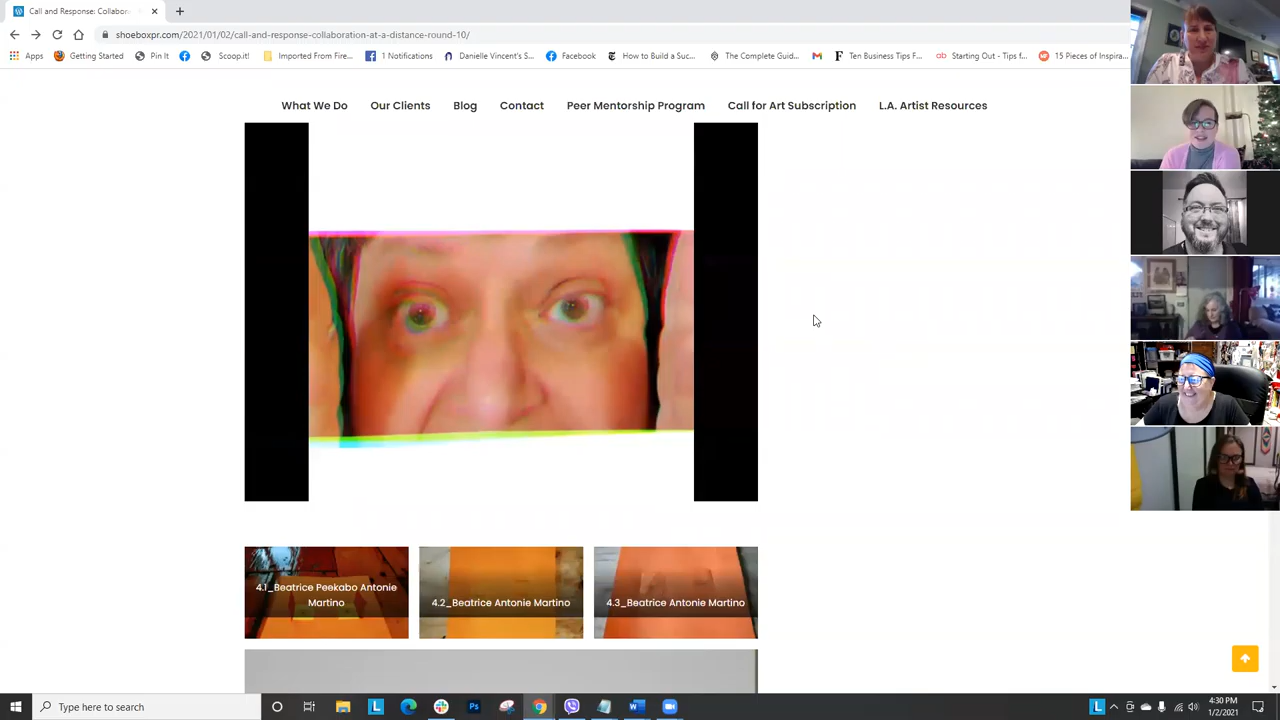 Call and Response: Collabor
shoeboxpr.com/2021/01/02/call-and-response-collaboration-at-a-distance-round-10/
Apps Getting Started Pin It Scoop.it! Imported From Fire... 1 Notifications Danielle Vincent's S... Facebook How to Build a Suc... The Complete Guid... Ten Business Tips F... ab Starting Out - Tips f... 15 Pieces of Inspira...
What We Do Our Clients Blog Contact Peer Mentorship Program Call for Art Subscription L.A. Artist Resources
4.1_Beatrice Peekabo Antonie
Martino
4.2_Beatrice Antonie Martino
4.3_Beatrice Antonie Martino
Type here to search
4:30 PM
1/2/2021